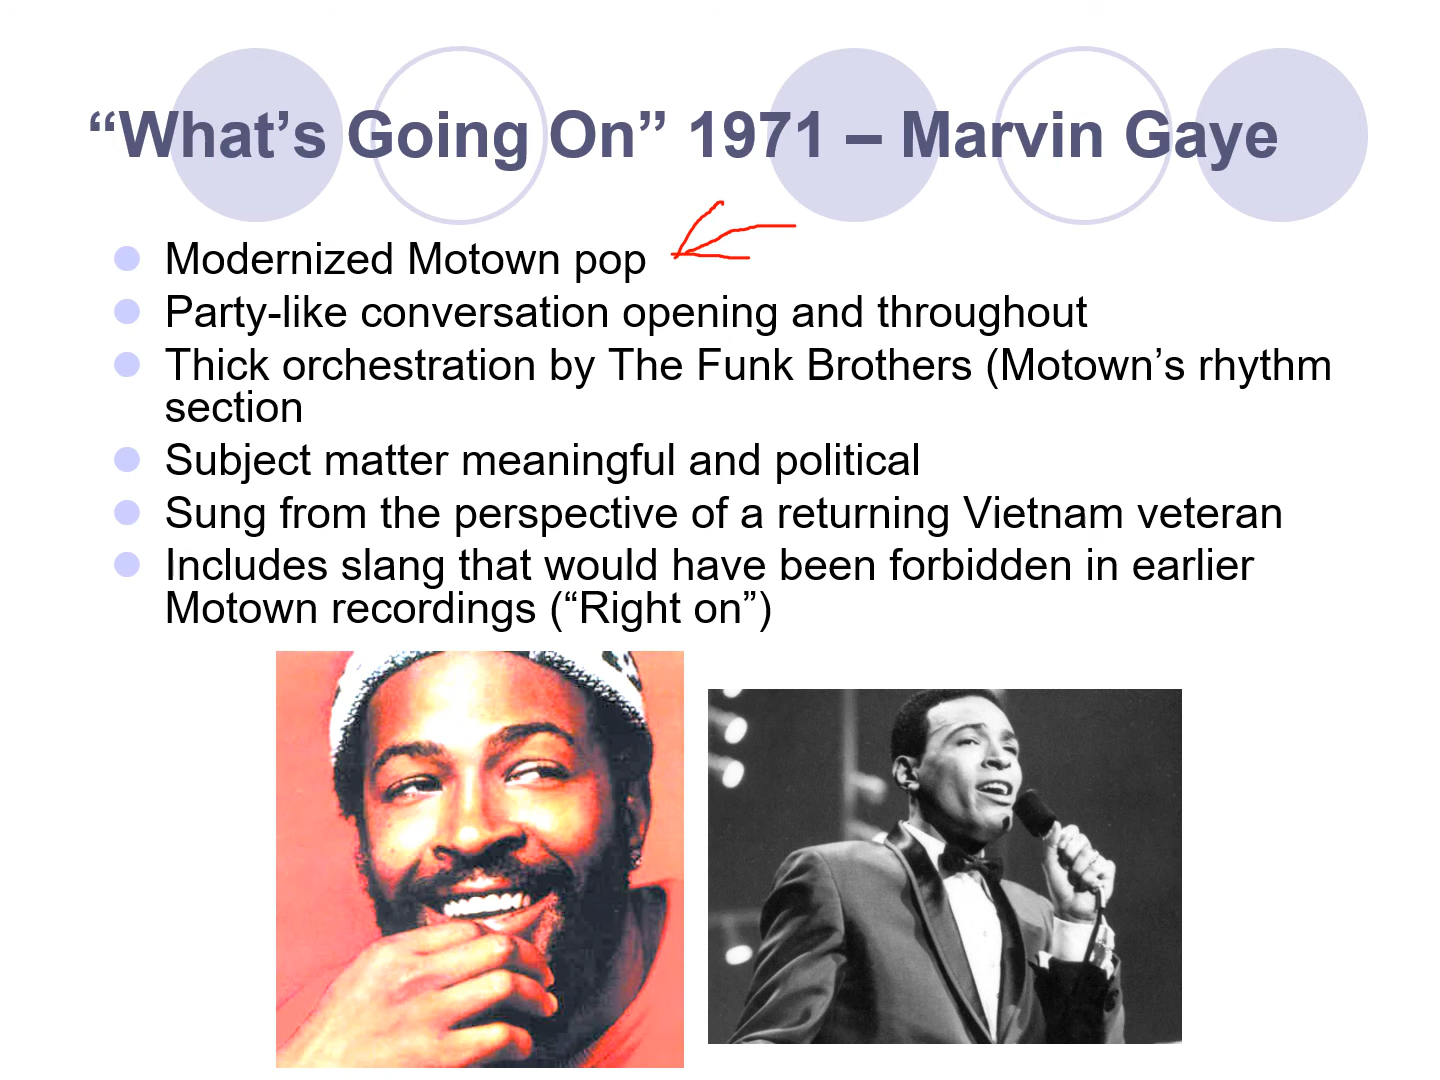 “What’s Going On” 1971 – Marvin Gaye
Modernized Motown pop
Party-like conversation opening and throughout
Thick orchestration by The Funk Brothers (Motown’s rhythm
section
Subject matter meaningful and political
Sung from the perspective of a returning Vietnam veteran
Includes slang that would have been forbidden in earlier
Motown recordings (“Right on”)